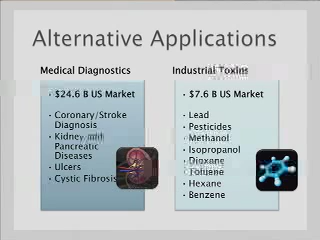 Alternative Applications
Medical Diagnostics
• $24.6 B US Market
• Coronary/Stroke
Diagnosis
• Kidney and
Pancreatic
Diseases
• Ulcers
• Cystic Fibrosis
Industrial Toxins
• $7.6 B US Market
• Lead
• Pesticides
• Methanol
• Isopropanol
• Dioxane
• Toluene
• Hexane
• Benzene